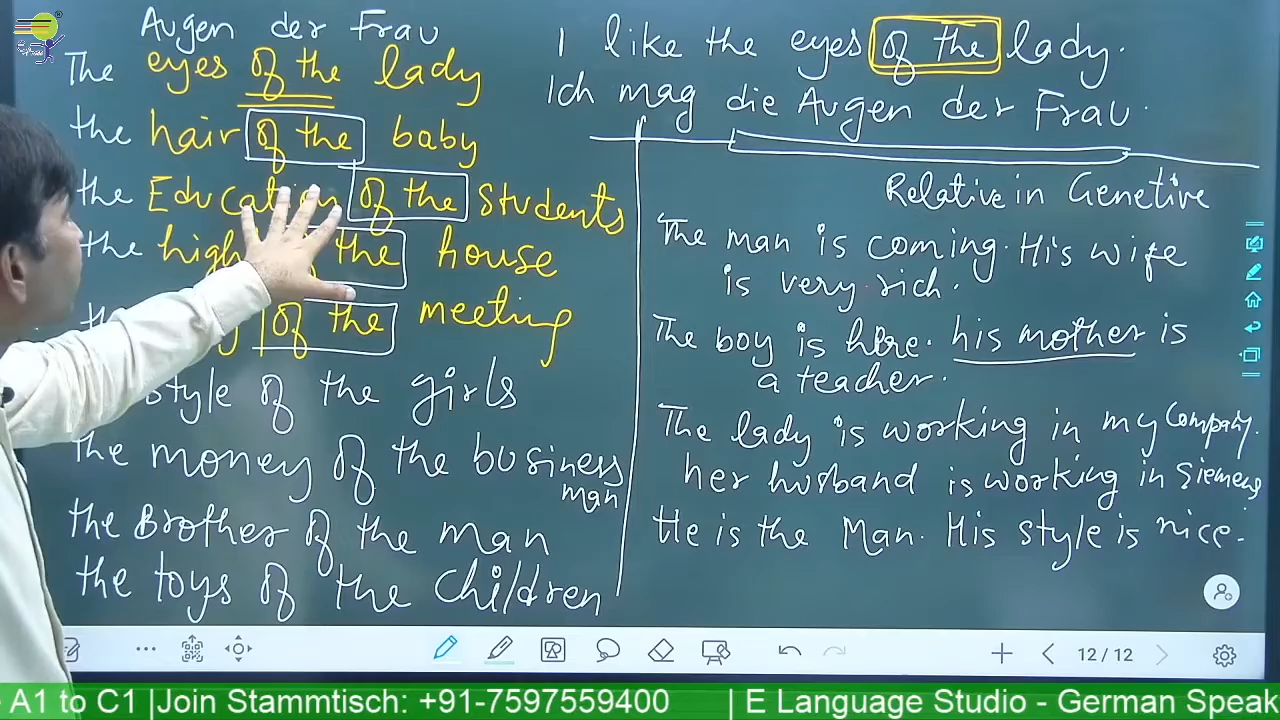 Augen der Frau
The eyes of the lady
the hair of the baby
the Education of the Students
the high of the house
of the meeting
style of the girls
the money of the business
man
the Brother of the man
the toys of the children
I like the eyes of the lady.
Ich mag die Augen der Frau.
Relative in Genetive
The man is coming. His wife
is very rich.
The boy is here. his mother is
a teacher.
The lady is working in my Company.
her husband is working in Siemens
He is the Man. His style is nice.
12 / 12
A1 to C1 |Join Stammtisch: +91-7597559400 | E Language Studio - German Speak